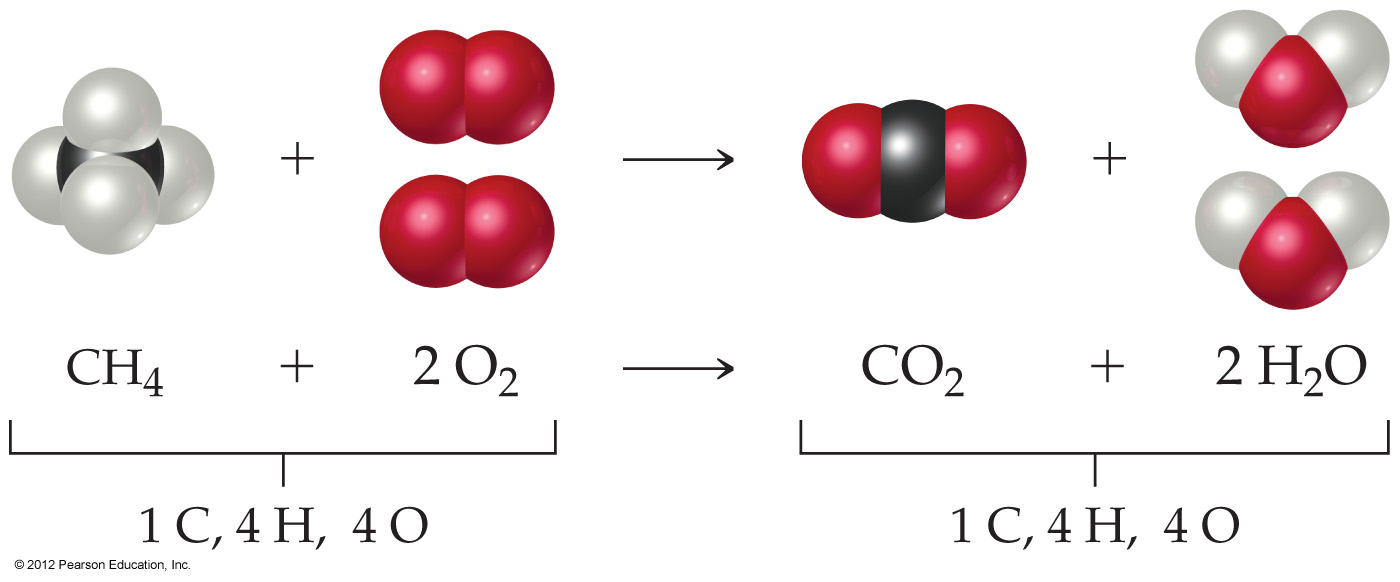 + ⟶ +
CH₄ + 2 O₂ ⟶ CO₂ + 2 H₂O
1 C, 4 H, 4 O 1 C, 4 H, 4 O
© 2012 Pearson Education, Inc.